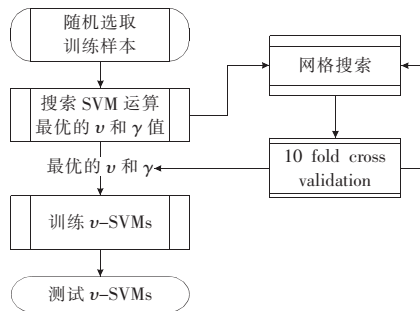 随机选取
训练样本
搜索 SVM 运算
最优的 υ 和 γ 值
最优的 υ 和 γ
训练 υ–SVMs
测试 υ–SVMs
网格搜索
10 fold cross
validation